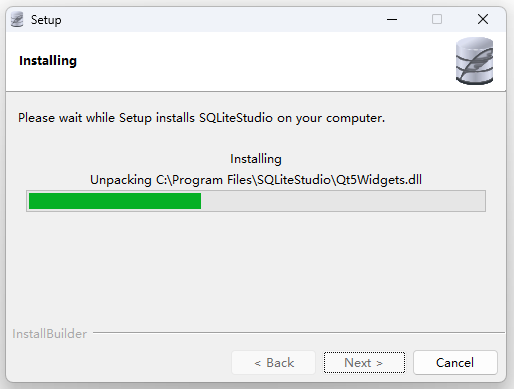 Setup
Installing
Please wait while Setup installs SQLiteStudio on your computer.
Installing
Unpacking C:\Program Files\SQLiteStudio\Qt5Widgets.dll
InstallBuilder
< Back
Next >
Cancel